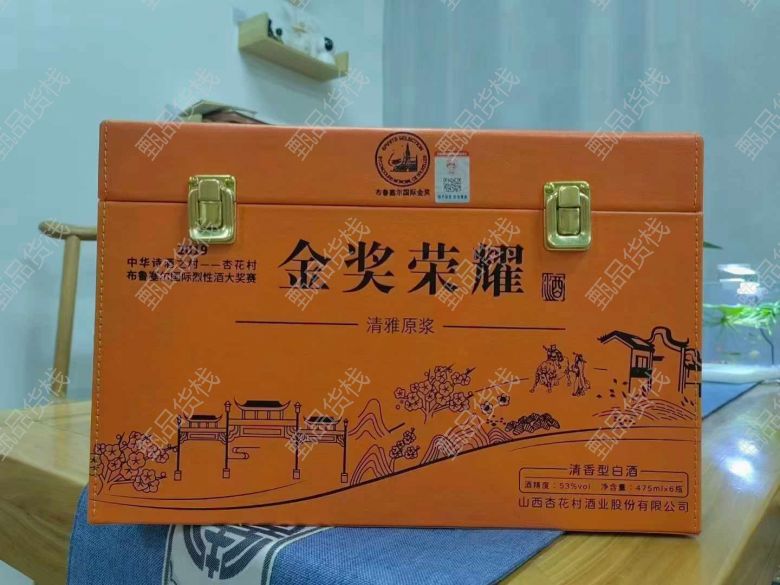 布鲁塞尔国际金奖
2019
中华诗酒之村——杏花村
布鲁塞尔国际烈性酒大奖赛
金奖荣耀
酒
清雅原浆
清香型白酒
酒精度：53%vol 净含量：475ml×6瓶
山西杏花村酒业股份有限公司
甄品货栈